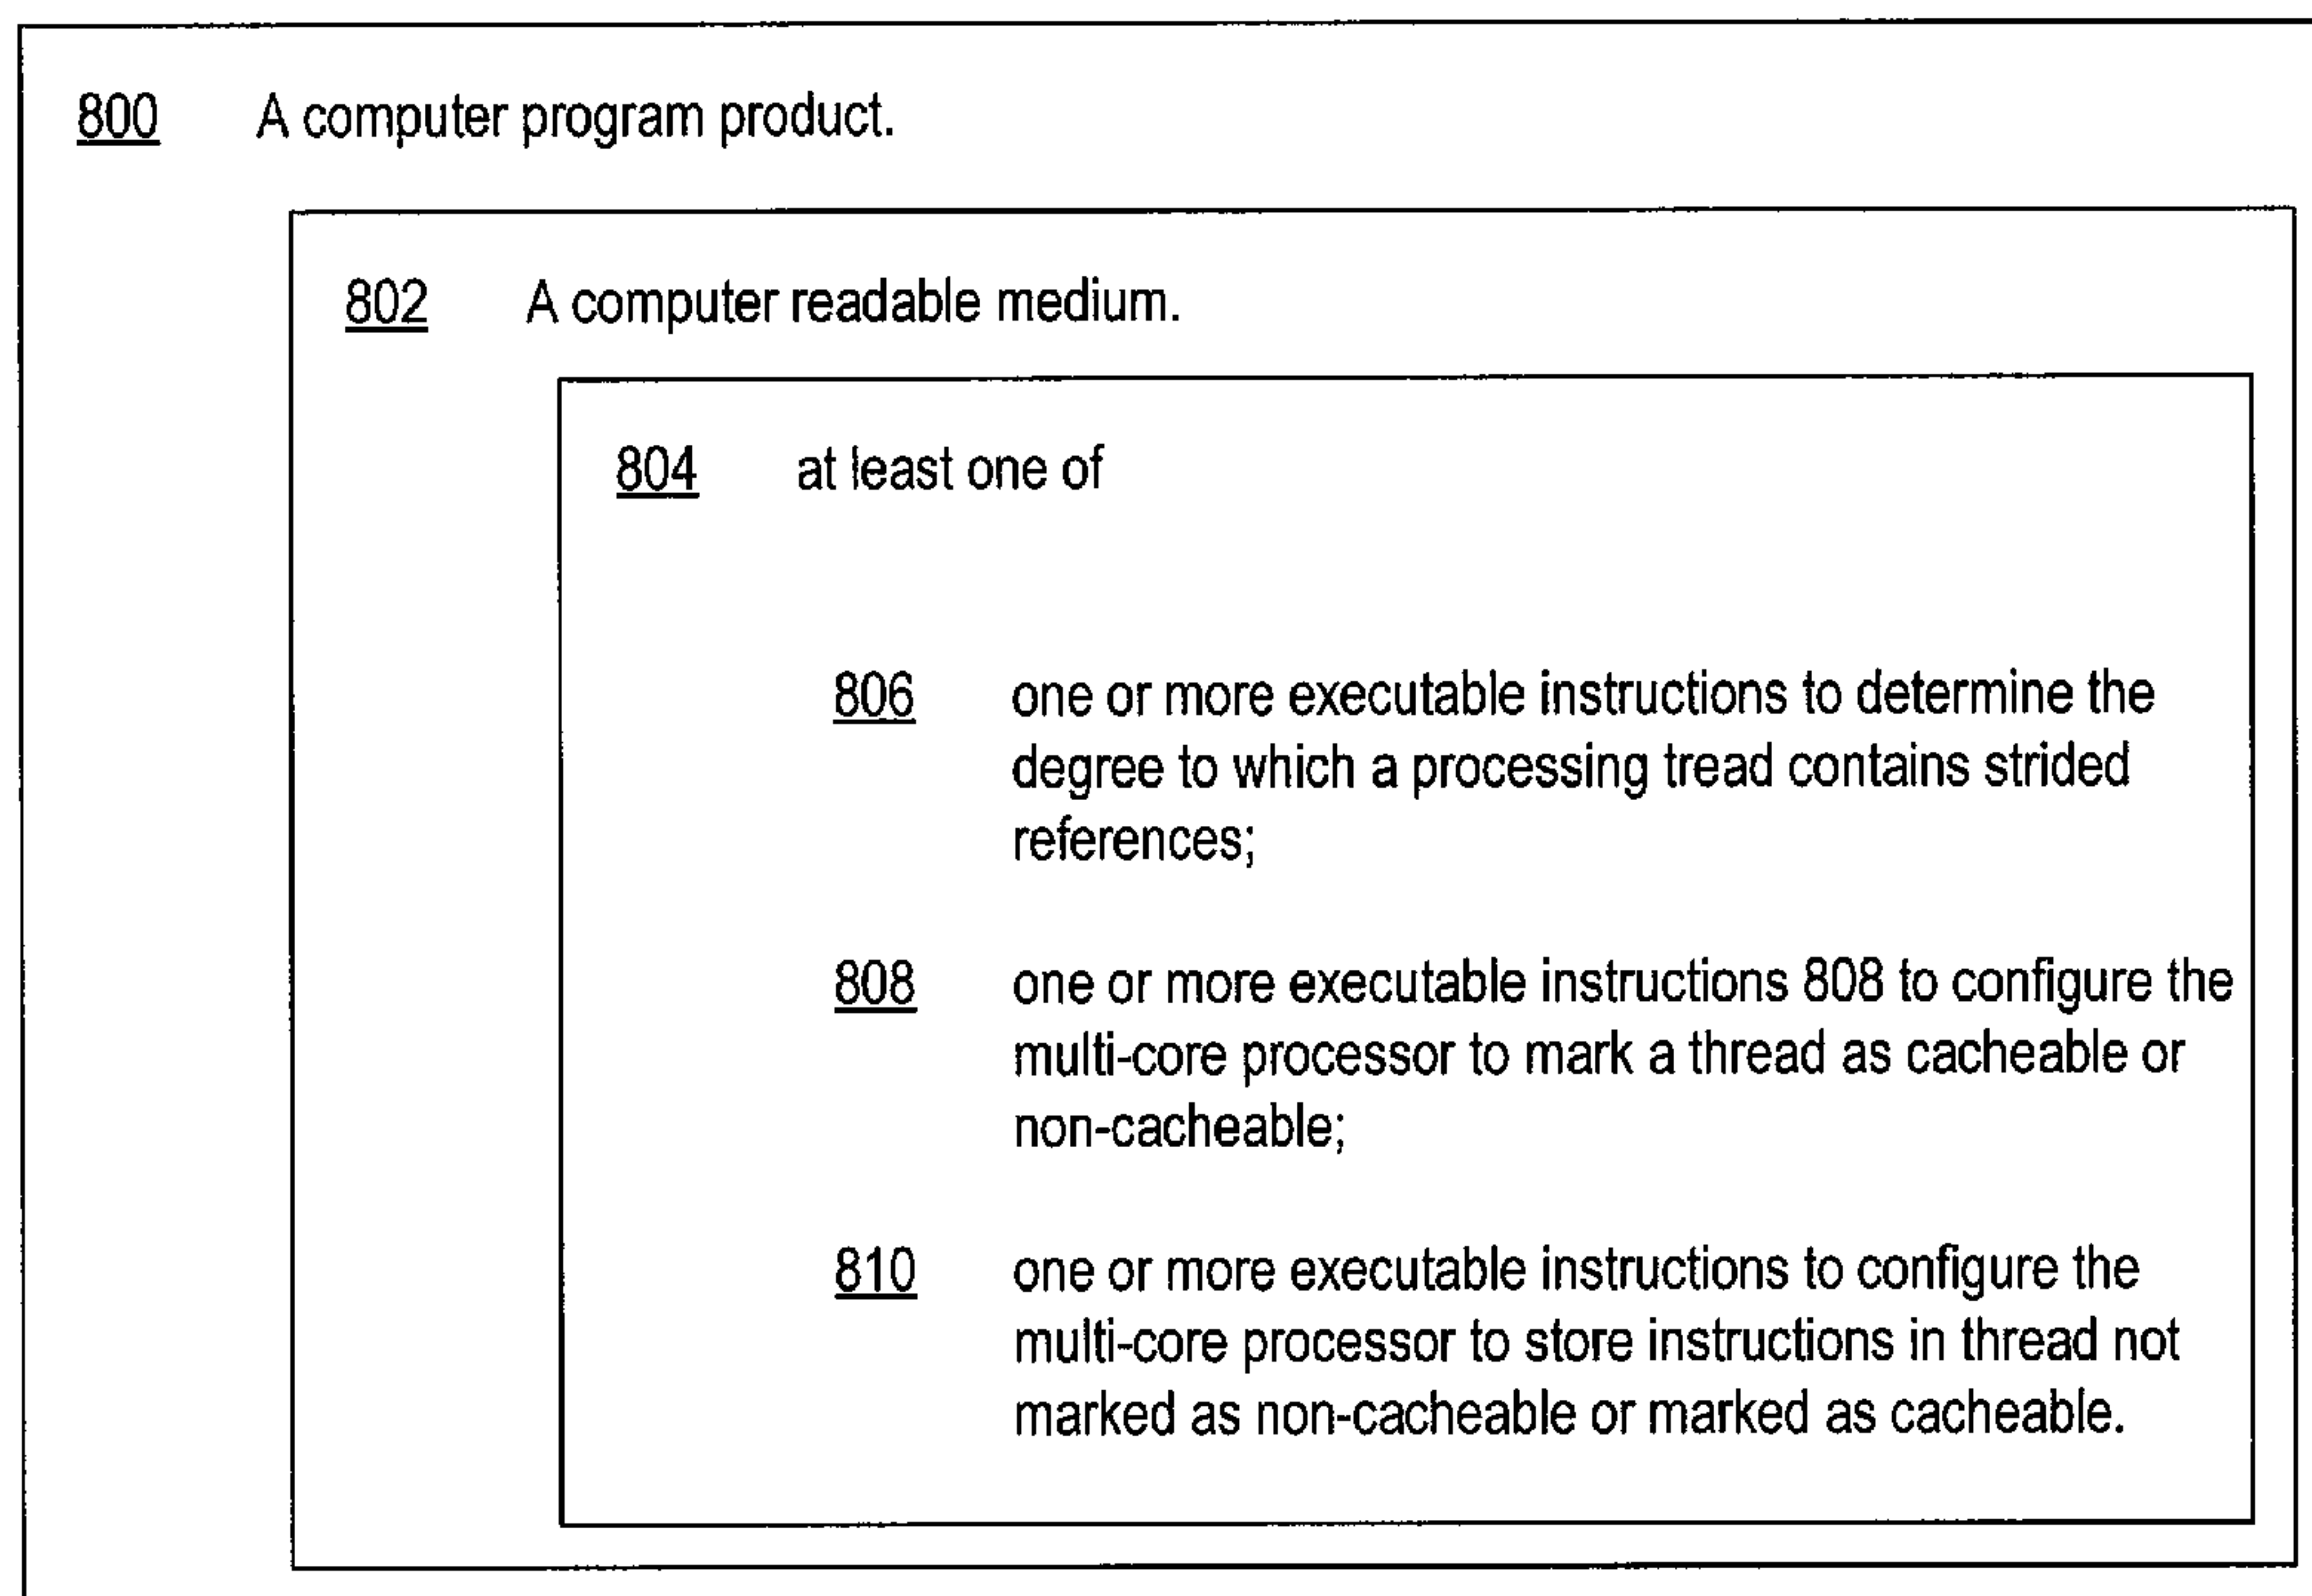 800 A computer program product.
802 A computer readable medium.
804 at least one of
806 one or more executable instructions to determine the
degree to which a processing tread contains strided
references;
808 one or more executable instructions 808 to configure the
multi-core processor to mark a thread as cacheable or
non-cacheable;
810 one or more executable instructions to configure the
multi-core processor to store instructions in thread not
marked as non-cacheable or marked as cacheable.